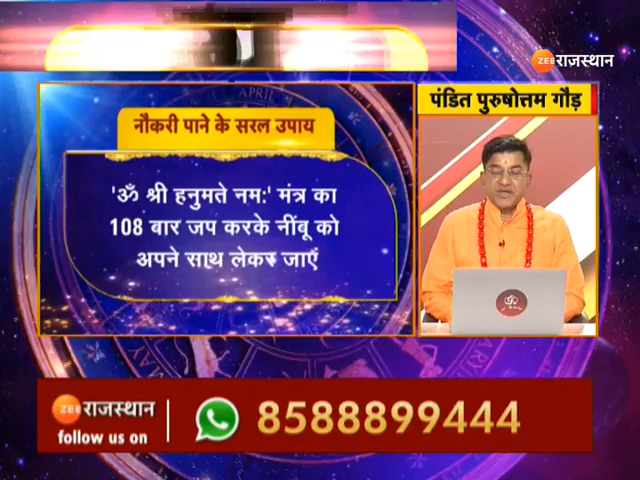 ZEE राजस्थान
नौकरी पाने के सरल उपाय
'ॐ श्री हनुमते नम:' मंत्र का
108 बार जप करके नींबू को
अपने साथ लेकर जाएं
पंडित पुरुषोत्तम गौड़
ॐ
ZEE राजस्थान
follow us on
8588899444
APRIL